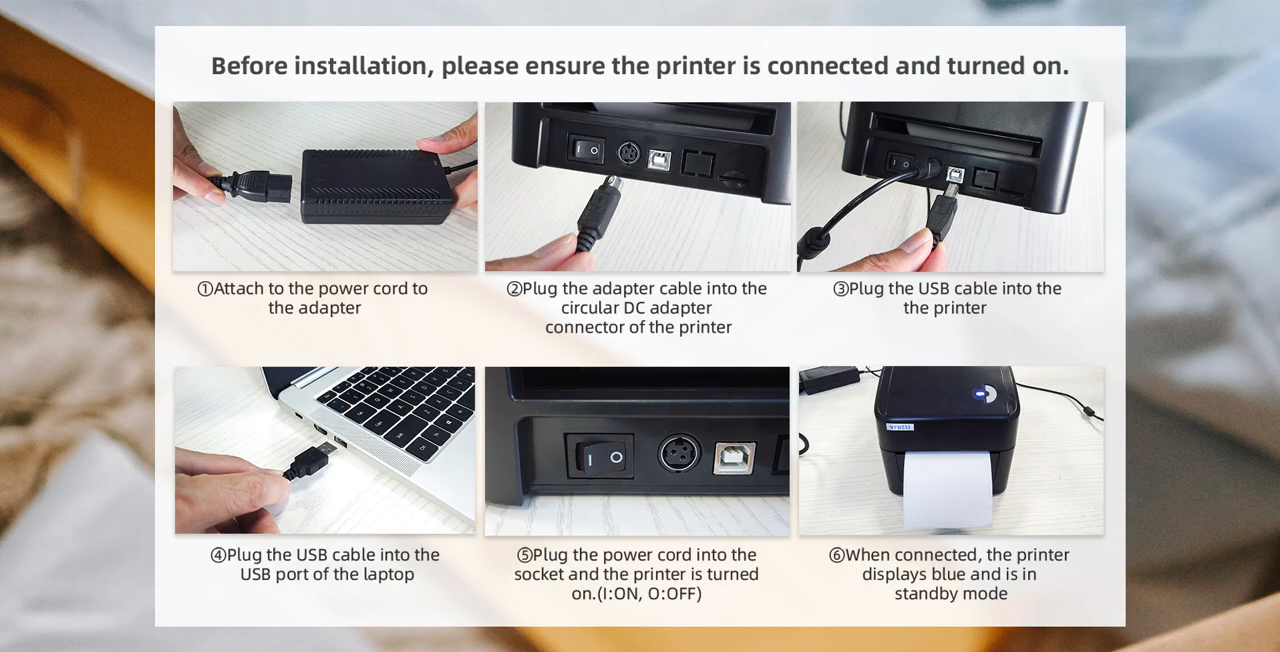 Before installation, please ensure the printer is connected and turned on.
①Attach to the power cord to
the adapter
②Plug the adapter cable into the
circular DC adapter
connector of the printer
③Plug the USB cable into the
the printer
④Plug the USB cable into the
USB port of the laptop
⑤Plug the power cord into the
socket and the printer is turned
on.(I:ON, O:OFF)
vretti
⑥When connected, the printer
displays blue and is in
standby mode